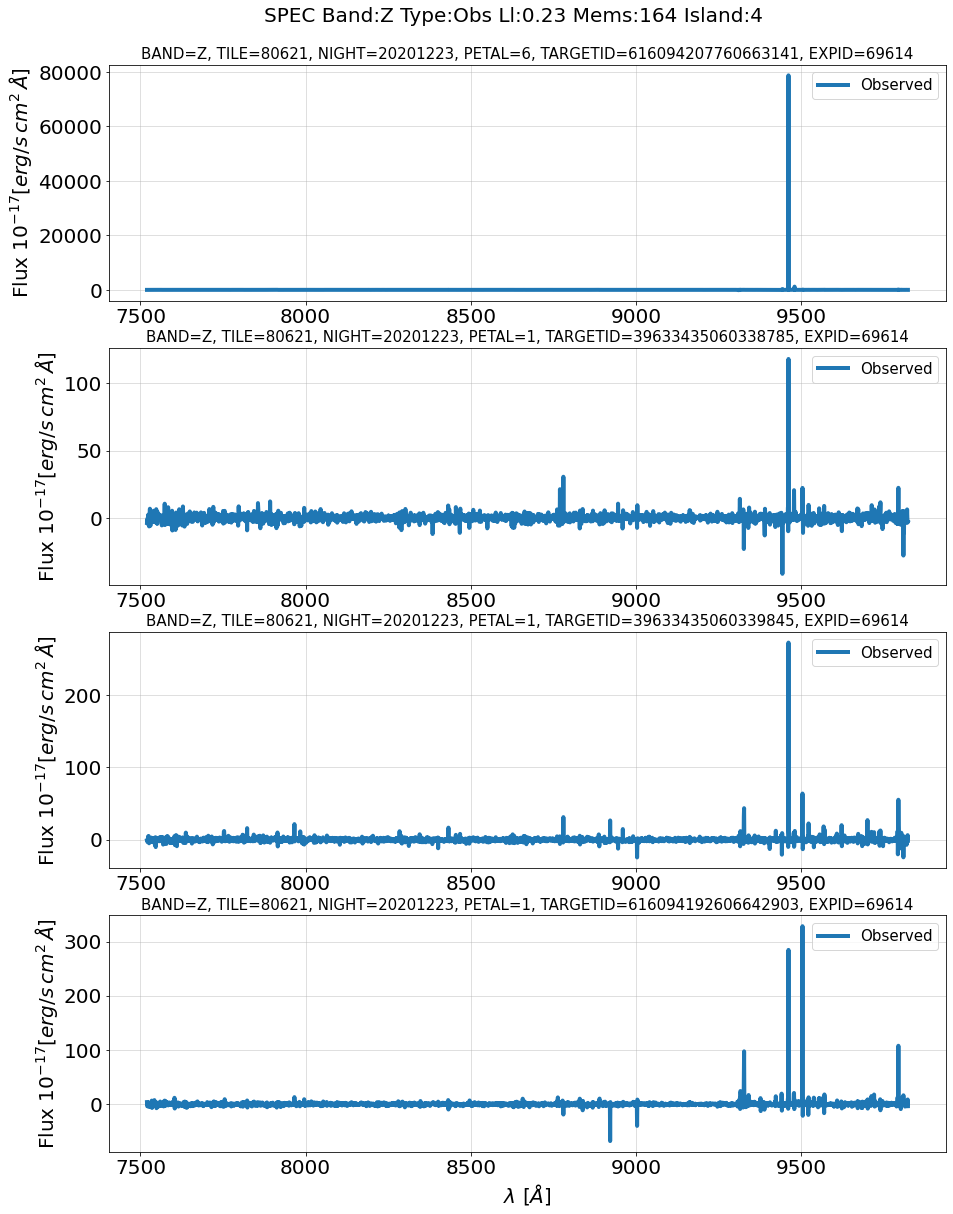 SPEC Band:Z Type:Obs Ll:0.23 Mems:164 Island:4
BAND=Z, TILE=80621, NIGHT=20201223, PETAL=6, TARGETID=616094207760663141, EXPID=69614
80000
60000
40000
20000
0
Flux 10^{-17}[erg/s cm^2 Å]
Observed
7500 8000 8500 9000 9500
BAND=Z, TILE=80621, NIGHT=20201223, PETAL=1, TARGETID=39633435060338785, EXPID=69614
100
50
0
Flux 10^{-17}[erg/s cm^2 Å]
Observed
7500 8000 8500 9000 9500
BAND=Z, TILE=80621, NIGHT=20201223, PETAL=1, TARGETID=39633435060339845, EXPID=69614
200
100
0
Flux 10^{-17}[erg/s cm^2 Å]
Observed
7500 8000 8500 9000 9500
BAND=Z, TILE=80621, NIGHT=20201223, PETAL=1, TARGETID=616094192606642903, EXPID=69614
300
200
100
0
Flux 10^{-17}[erg/s cm^2 Å]
Observed
7500 8000 8500 9000 9500
λ [Å]